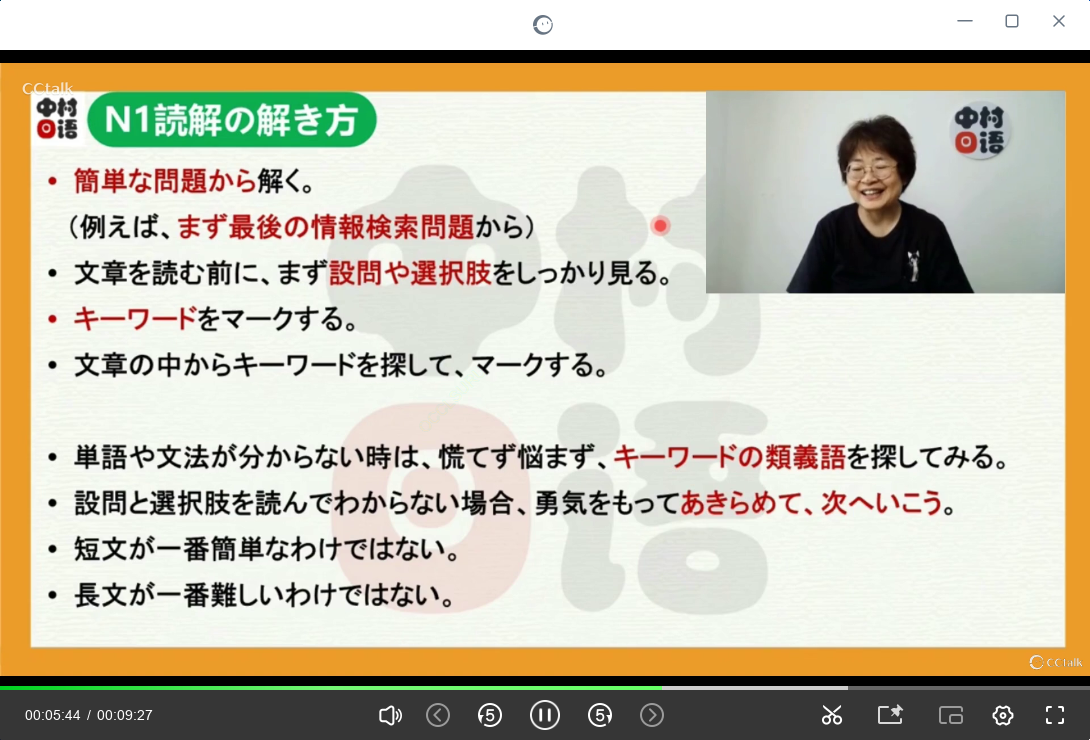 CCtalk
中村
日语
N1読解の解き方
中村
日语
• 簡単な問題から解く。
（例えば、まず最後の情報検索問題から）
• 文章を読む前に、まず設問や選択肢をしっかり見る。
• キーワードをマークする。
• 文章の中からキーワードを探して、マークする。
• 単語や文法が分からない時は、慌てず悩まず、キーワードの類義語を探してみる。
• 設問と選択肢を読んでわからない場合、勇気をもってあきらめて、次へいこう。
• 短文が一番簡単なわけではない。
• 長文が一番難しいわけではない。
中村
日语
CCtalk
00:05:44 / 00:09:27
5
5